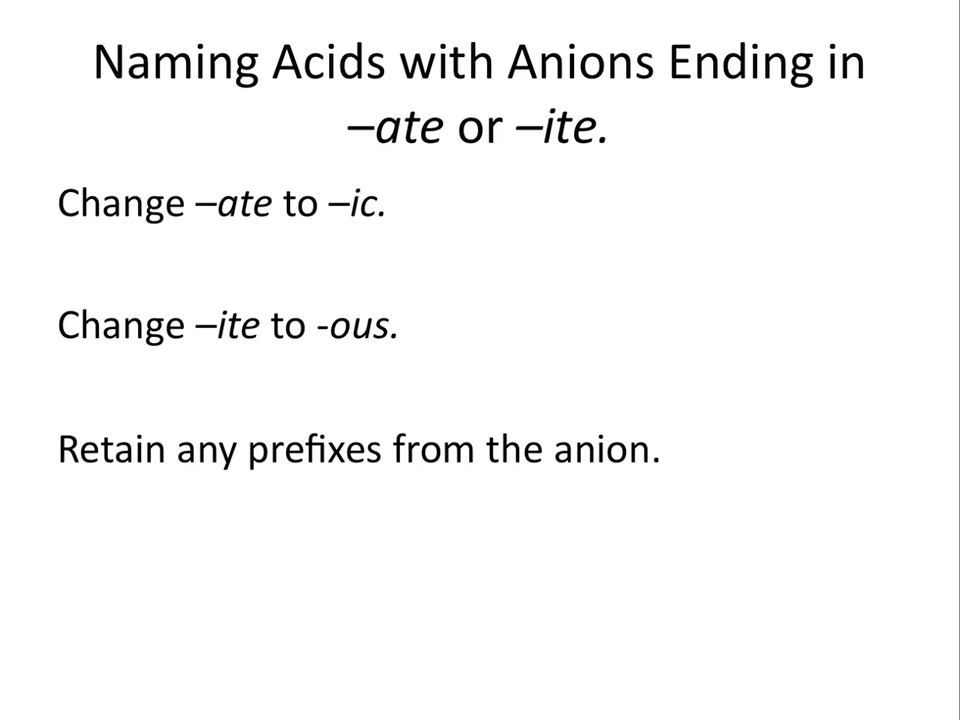 Naming Acids with Anions Ending in
–ate or –ite.
Change –ate to –ic.
Change –ite to -ous.
Retain any prefixes from the anion.